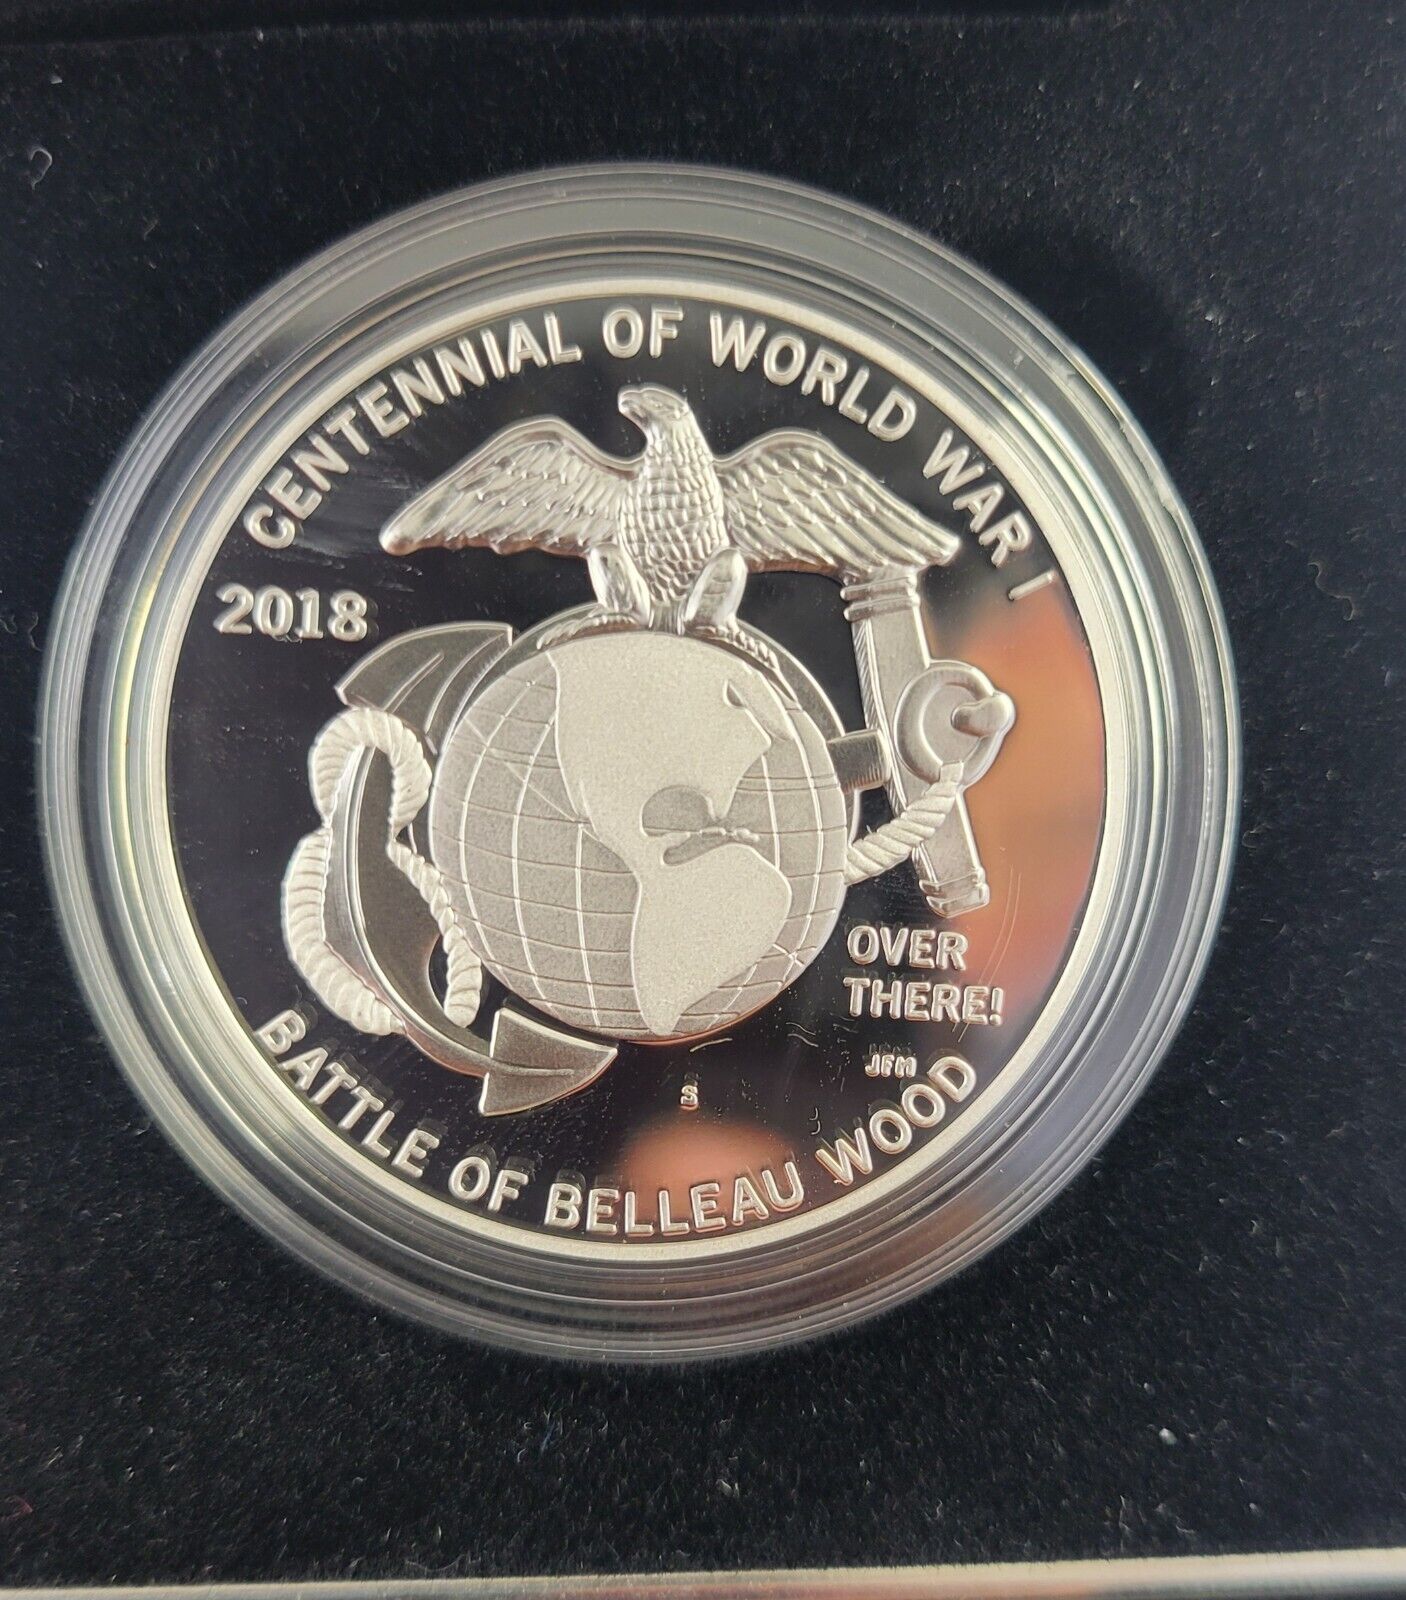 CENTENNIAL OF WORLD WAR I
2018
OVER
THERE!
JFM
S
BATTLE OF BELLEAU WOOD